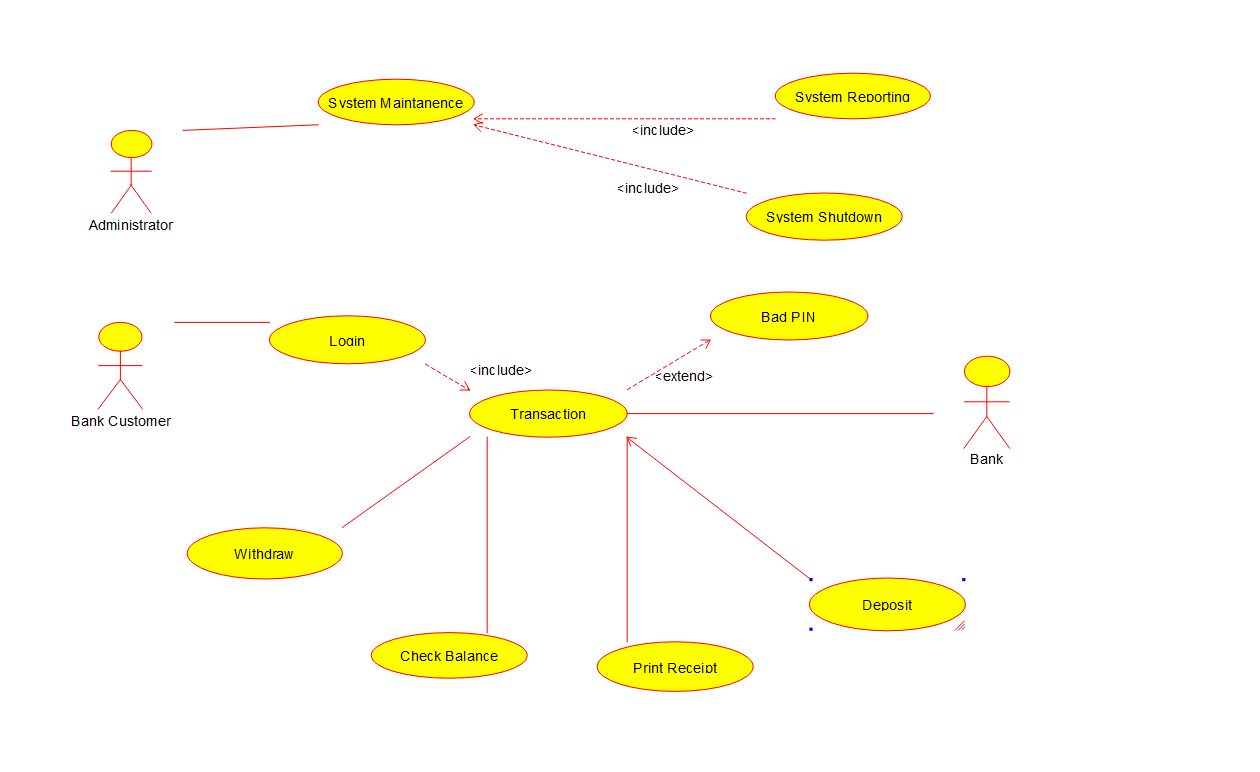 System Maintanence
System Reporting
<include>
<include>
System Shutdown
Administrator
Bad PIN
Login
<include>
<extend>
Bank Customer
Transaction
Bank
Withdraw
Deposit
Check Balance
Print Receipt